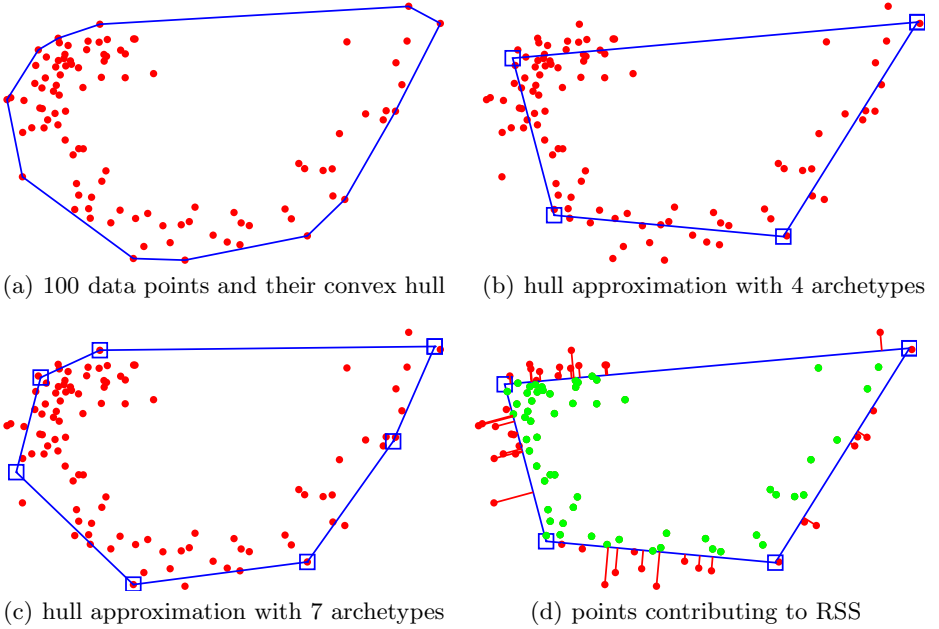 (a) 100 data points and their convex hull
(b) hull approximation with 4 archetypes
(c) hull approximation with 7 archetypes
(d) points contributing to RSS